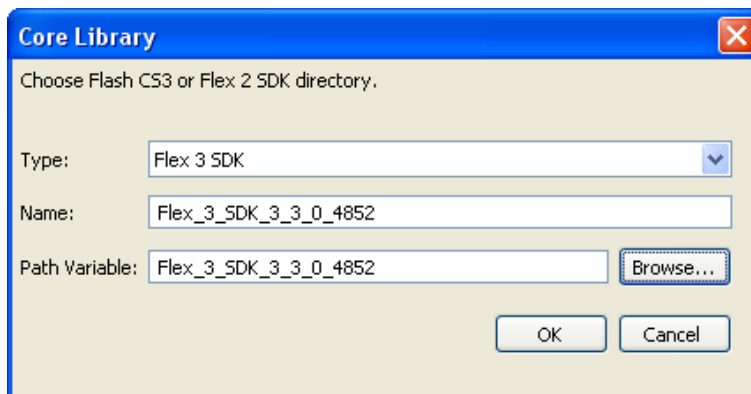 Core Library
Choose Flash CS3 or Flex 2 SDK directory.
Type: Flex 3 SDK
Name: Flex_3_SDK_3_3_0_4852
Path Variable: Flex_3_SDK_3_3_0_4852 Browse...
OK Cancel